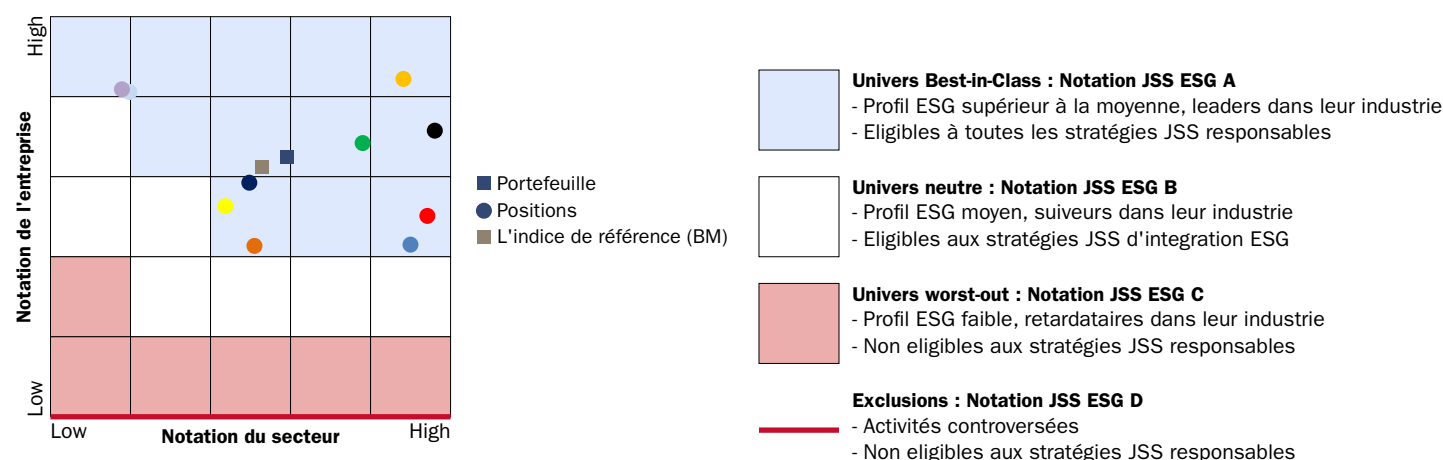 High
Notation de l'entreprise
Low
Low
Notation du secteur
High
Portefeuille
Positions
L'indice de référence (BM)
Univers Best-in-Class : Notation JSS ESG A
- Profil ESG supérieur à la moyenne, leaders dans leur industrie
- Eligibles à toutes les stratégies JSS responsables
Univers neutre : Notation JSS ESG B
- Profil ESG moyen, suiveurs dans leur industrie
- Eligibles aux stratégies JSS d'integration ESG
Univers worst-out : Notation JSS ESG C
- Profil ESG faible, retardataires dans leur industrie
- Non eligibles aux stratégies JSS responsables
Exclusions : Notation JSS ESG D
- Activités controversées
- Non eligibles aux stratégies JSS responsables